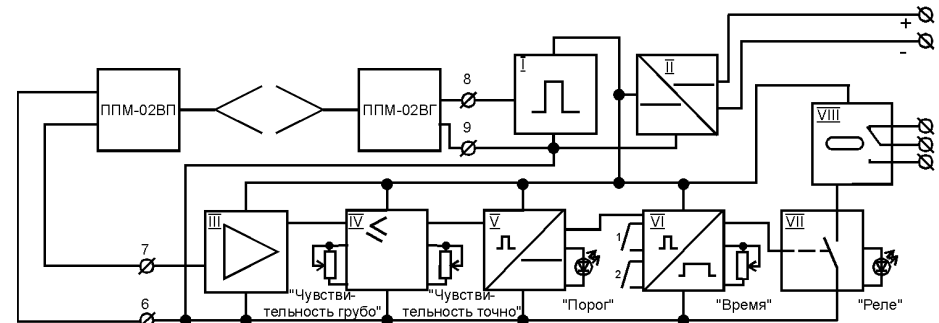 I
II
+
-
8
ППМ-02ВП
ППМ-02ВГ
9
VIII
III
IV
V
VI
VII
7
1
2
"Чувстви-
тельность грубо"
"Чувстви-
тельность точно"
"Порог"
"Время"
"Реле"
6